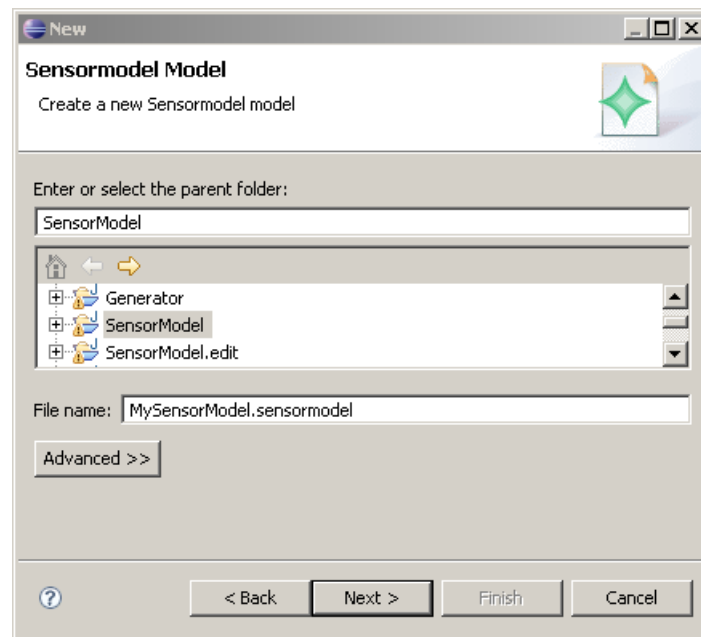 New
Sensormodel Model
Create a new Sensormodel model
Enter or select the parent folder:
SensorModel
Generator
SensorModel
SensorModel.edit
File name: MySensorModel.sensormodel
Advanced >>
? < Back Next > Finish Cancel